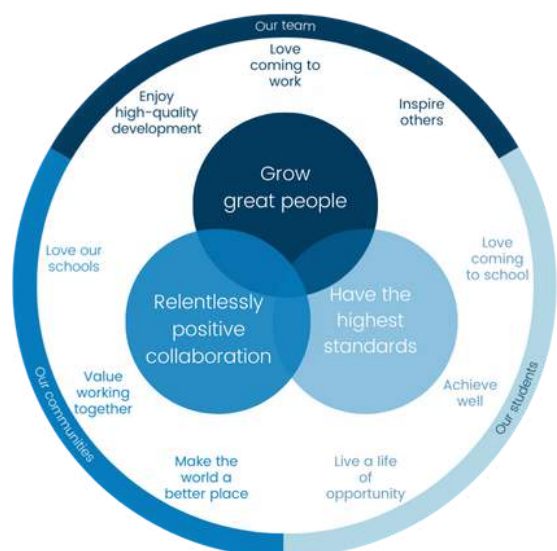 Our team
Love
coming to
work
Enjoy
high-quality
development
Inspire
others
Grow
great people
Love our
schools
Love
coming
to school
Relentlessly
positive
collaboration
Have the
highest
standards
Value
working
together
Achieve
well
Our communities
Our students
Make the
world a
better place
Live a life
of
opportunity